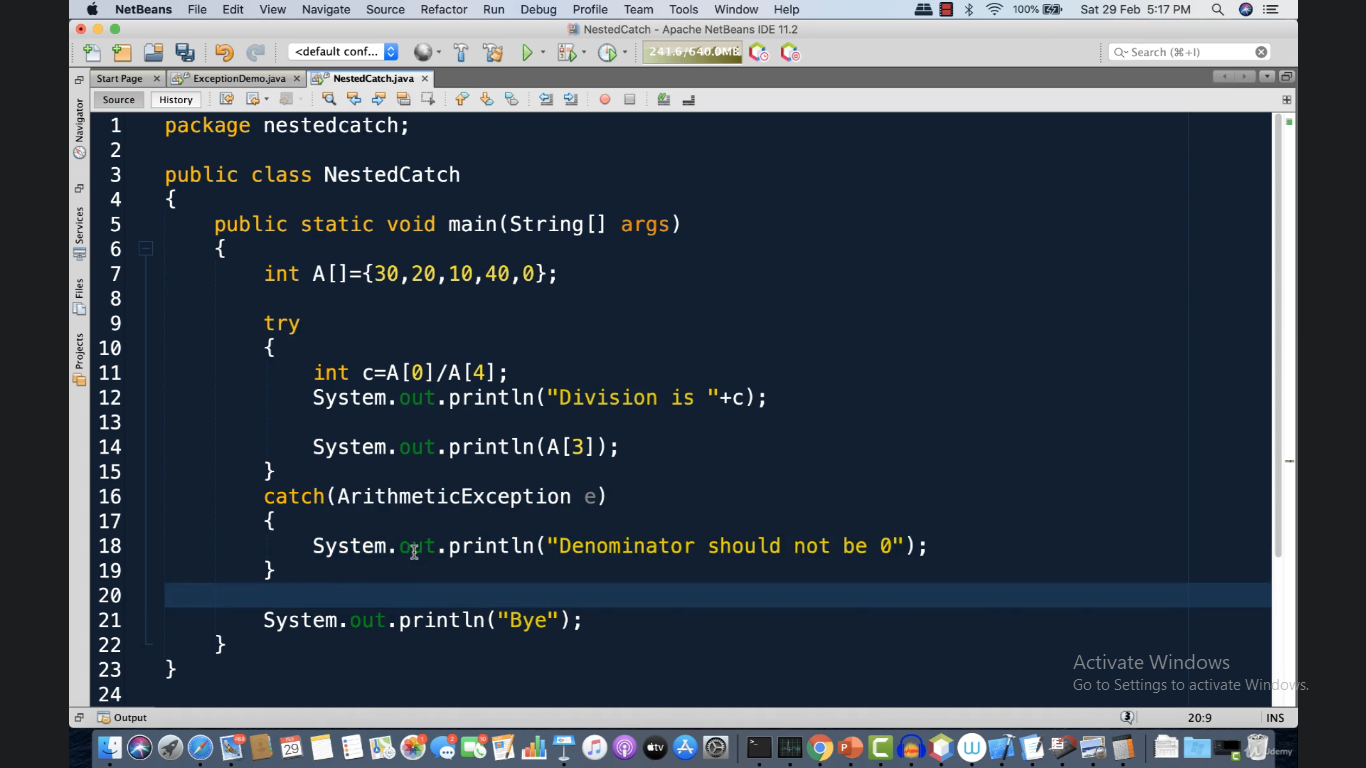 NetBeans File Edit View Navigate Source Refactor Run Debug Profile Team Tools Window Help 100% Sat 29 Feb 5:17 PM
NestedCatch - Apache NetBeans IDE 11.2
<default conf... 241.6/640.0MB Search (⌘+I)
Start Page ExceptionDemo.java NestedCatch.java
Source History
Navigator
Services
Files
Projects
1 package nestedcatch;
2
3 public class NestedCatch
4 {
5 public static void main(String[] args)
6 {
7 int A[]={30,20,10,40,0};
8
9 try
10 {
11 int c=A[0]/A[4];
12 System.out.println("Division is "+c);
13
14 System.out.println(A[3]);
15 }
16 catch(ArithmeticException e)
17 {
18 System.out.println("Denominator should not be 0");
19 }
20
21 System.out.println("Bye");
22 }
23 }
24
Activate Windows
Go to Settings to activate Windows.
Output 3 20:9 INS
29
tv
Udemy